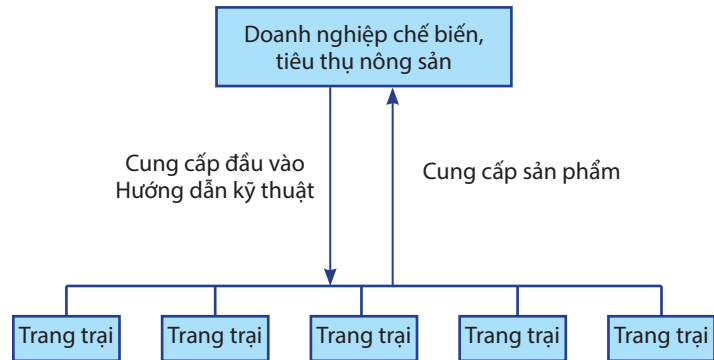 Doanh nghiệp chế biến,
tiêu thụ nông sản
Cung cấp đầu vào
Hướng dẫn kỹ thuật
Cung cấp sản phẩm
Trang trại
Trang trại
Trang trại
Trang trại
Trang trại